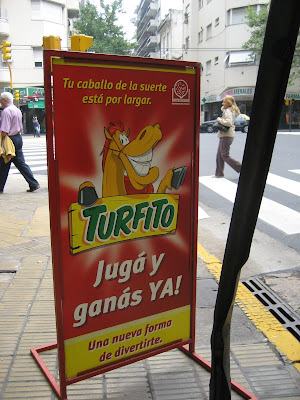 Tu caballo de la suerte
está por largar.
TURFITO
Jugá y
ganás YA!
Una nueva forma
de divertirte.